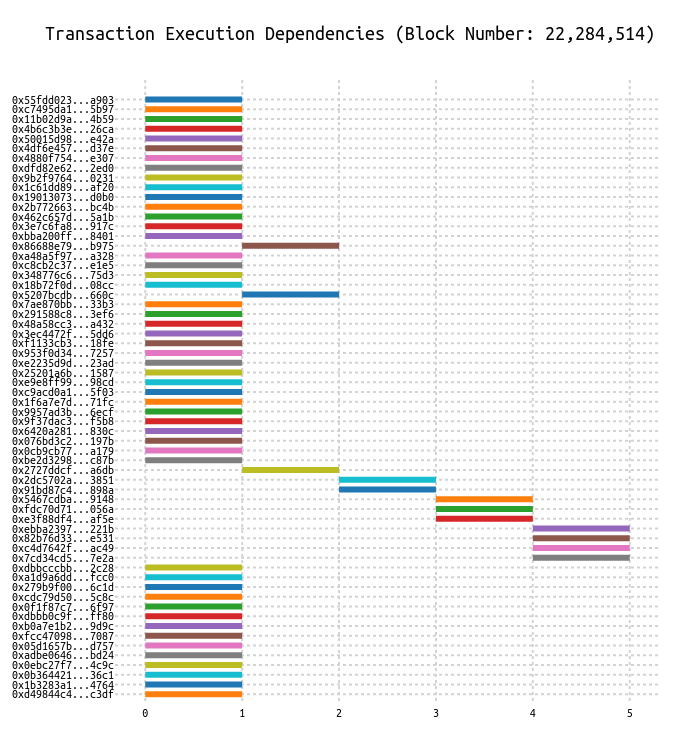 Transaction Execution Dependencies (Block Number: 22,284,514)
0x55fdd023...a903
0xc7495da1...5b97
0x11b02d9a...4b59
0x4b6c3b3e...26ca
0x50015d98...e42a
0x4df6e457...d37e
0x4880f754...e307
0xdfd82e62...2ed0
0x9b2f9764...0231
0x1c61dd89...af20
0x19013073...d0b0
0x2b772663...bc4b
0x462c657d...5a1b
0x3e7c6fa8...917c
0xbba200ff...8401
0x86688e79...b975
0xa48a5f97...a328
0xc8cb2c37...e1e5
0x348776c6...75d3
0x18b72f0d...08cc
0x5207bcdb...660c
0x7ae870bb...33b3
0x291588c8...3ef6
0x48a58cc3...a432
0x3ec4472f...5dd6
0xf1133cb3...18fe
0x953f0d34...7257
0xe2235d9d...23ad
0x25201a6b...1587
0xe9e8ff99...98cd
0xc9acd0a1...5f03
0x1f6a7e7d...71fc
0x9957ad3b...6ecf
0x9f37dac3...f5b8
0x6420a281...830c
0x076bd3c2...197b
0x0cb9cb77...a179
0xbe2d3298...c87b
0x2727ddcf...a6db
0x2dc5702a...3851
0x91bd87c4...898a
0x5467cdba...9148
0xfdc70d71...056a
0xe3f88df4...af5e
0xebba2397...221b
0x82b76d33...e531
0xc4d7642f...ac49
0x7cd34cd5...7e2a
0xdbbcccbb...2c28
0xa1d9a6dd...fcc0
0x279b9f00...6c1d
0xcdc79d50...5c8c
0x0f1f87c7...6f97
0xdbbb0c9f...ff80
0xb0a7e1b2...9d9c
0xfcc47098...7087
0x05d1657b...d757
0xadbe0646...bd24
0x0ebc27f7...4c9c
0x0b364421...36c1
0x1b3283a1...4764
0xd49844c4...c3df
0 1 2 3 4 5